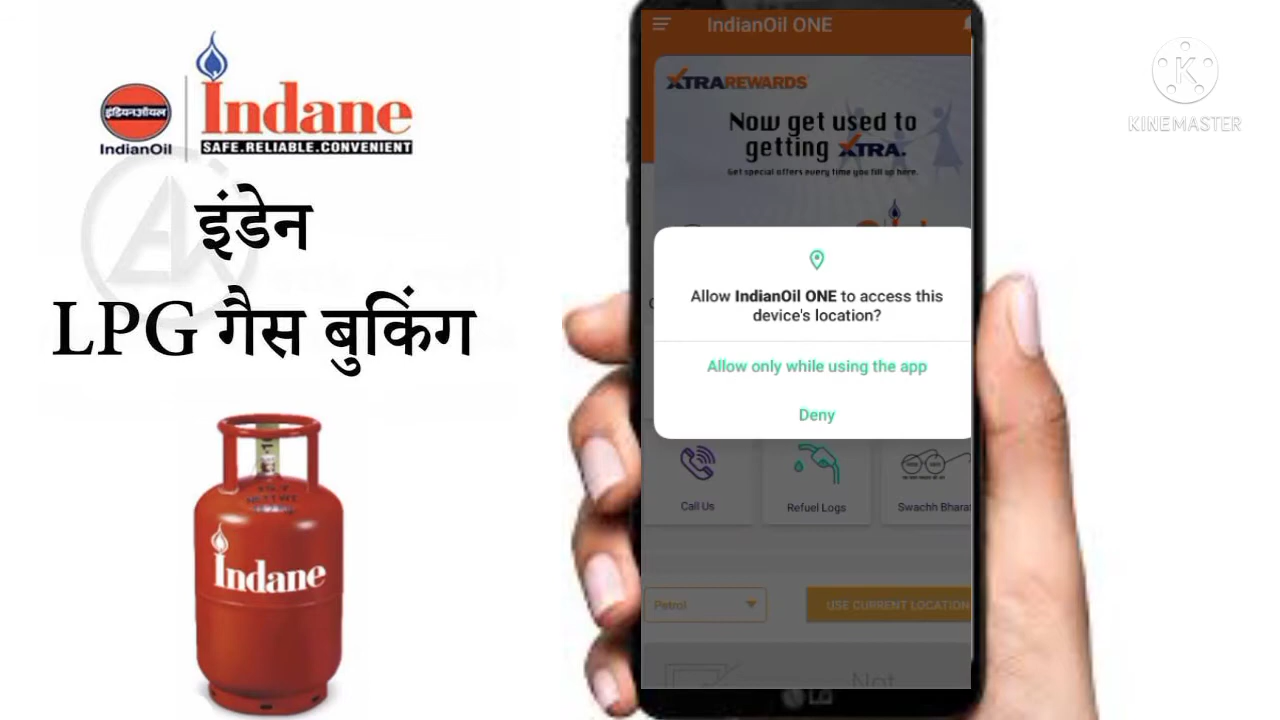 इंडियनऑयल
IndianOil
Indane
SAFE.RELIABLE.CONVENIENT
इंडेन
LPG गैस बुकिंग
Indane
IndianOil ONE
XTRAREWARDS
Now get used to
getting XTRA.
Get special offers every time you fill up here.
Allow IndianOil ONE to access this
device's location?
Allow only while using the app
Deny
Call Us
Refuel Logs
Swachh Bharat
Petrol
USE CURRENT LOCATION
Not
LG
K
KINEMASTER